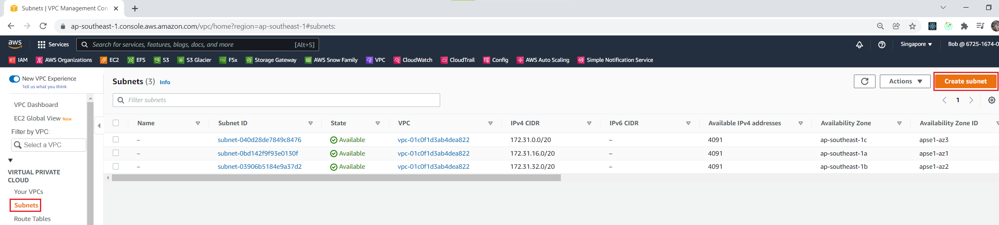 Subnets | VPC Management Con
ap-southeast-1.console.aws.amazon.com/vpc/home?region=ap-southeast-1#subnets:
aws Services Search for services, features, blogs, docs, and more [Alt+S] Singapore Bob @ 6725-1674-0
IAM AWS Organizations EC2 EFS S3 S3 Glacier FSx FSx Storage Gateway AWS Snow Family VPC CloudWatch CloudTrail Config AWS Auto Scaling Simple Notification Service
New VPC Experience
Tell us what you think
VPC Dashboard
EC2 Global View New
Filter by VPC:
Select a VPC
VIRTUAL PRIVATE
CLOUD
Your VPCs
Subnets
Route Tables
Subnets (3) Info Actions Create subnet
Filter subnets 1
Name Subnet ID State VPC IPv4 CIDR IPv6 CIDR Available IPv4 addresses Availability Zone Availability Zone ID
– subnet-040d28de7849c8476 Available vpc-01c0f1d3ab4dea822 172.31.0.0/20 – 4091 ap-southeast-1c apse1-az3
– subnet-0bd142f9f93e0130f Available vpc-01c0f1d3ab4dea822 172.31.16.0/20 – 4091 ap-southeast-1a apse1-az1
– subnet-03906b5184e9a37d2 Available vpc-01c0f1d3ab4dea822 172.31.32.0/20 – 4091 ap-southeast-1b apse1-az2